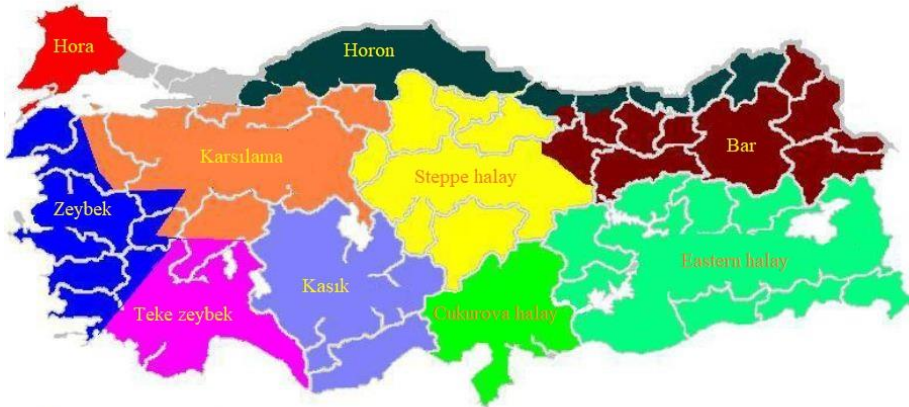 Hora
Horon
Karsılama
Bar
Steppe halay
Zeybek
Eastern halay
Kasık
Teke zeybek
Cukurova halay